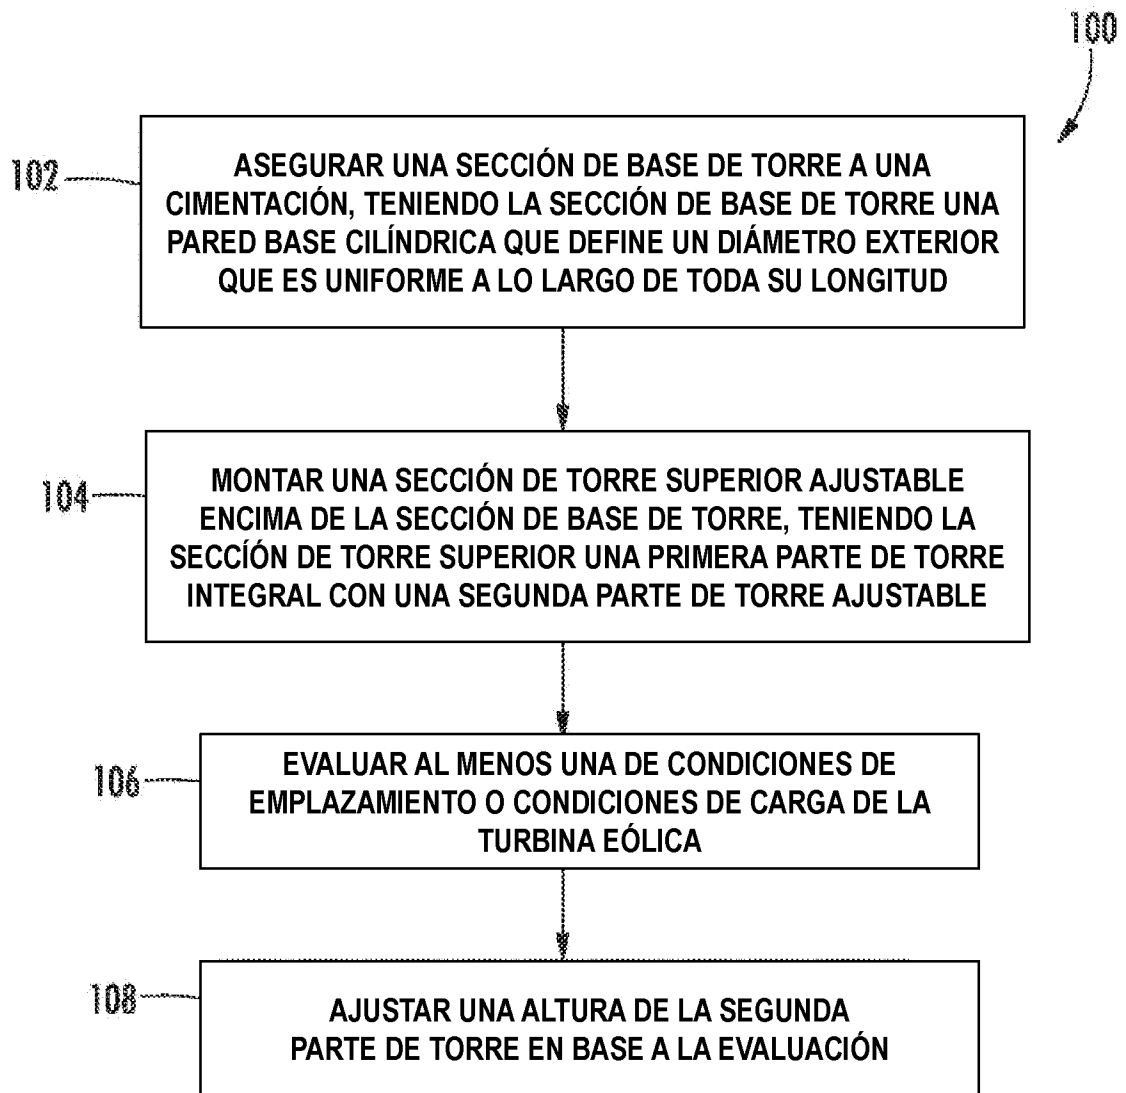 100
102
ASEGURAR UNA SECCIÓN DE BASE DE TORRE A UNA
CIMENTACIÓN, TENIENDO LA SECCIÓN DE BASE DE TORRE UNA
PARED BASE CILÍNDRICA QUE DEFINE UN DIÁMETRO EXTERIOR
QUE ES UNIFORME A LO LARGO DE TODA SU LONGITUD
104
MONTAR UNA SECCIÓN DE TORRE SUPERIOR AJUSTABLE
ENCIMA DE LA SECCIÓN DE BASE DE TORRE, TENIENDO LA
SECCÍÓN DE TORRE SUPERIOR UNA PRIMERA PARTE DE TORRE
INTEGRAL CON UNA SEGUNDA PARTE DE TORRE AJUSTABLE
106
EVALUAR AL MENOS UNA DE CONDICIONES DE
EMPLAZAMIENTO O CONDICIONES DE CARGA DE LA
TURBINA EÓLICA
108
AJUSTAR UNA ALTURA DE LA SEGUNDA
PARTE DE TORRE EN BASE A LA EVALUACIÓN